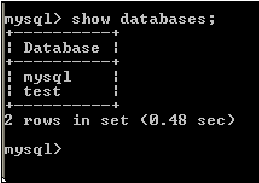 mysql> show databases;
+----------+
| Database |
+----------+
| mysql    |
| test     |
+----------+
2 rows in set (0.48 sec)
mysql>